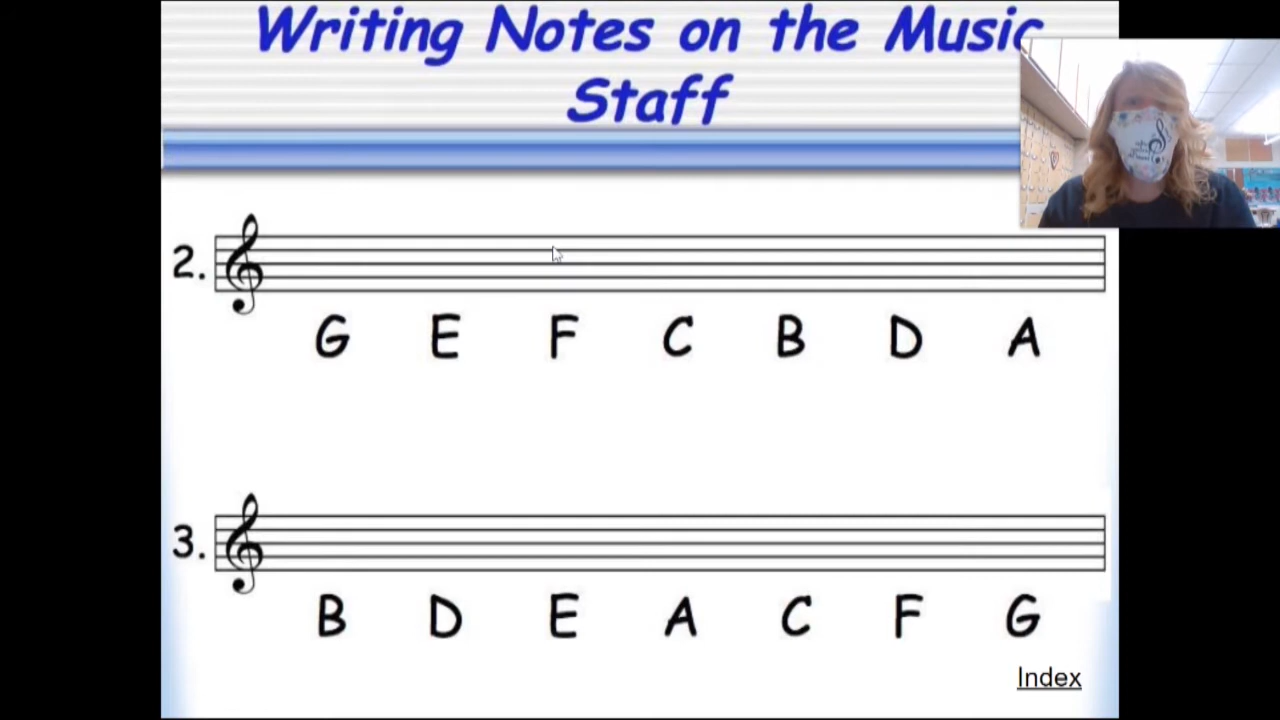 Writing Notes on the Music
Staff
2.
G E F C B D A
3.
B D E A C F G
Index